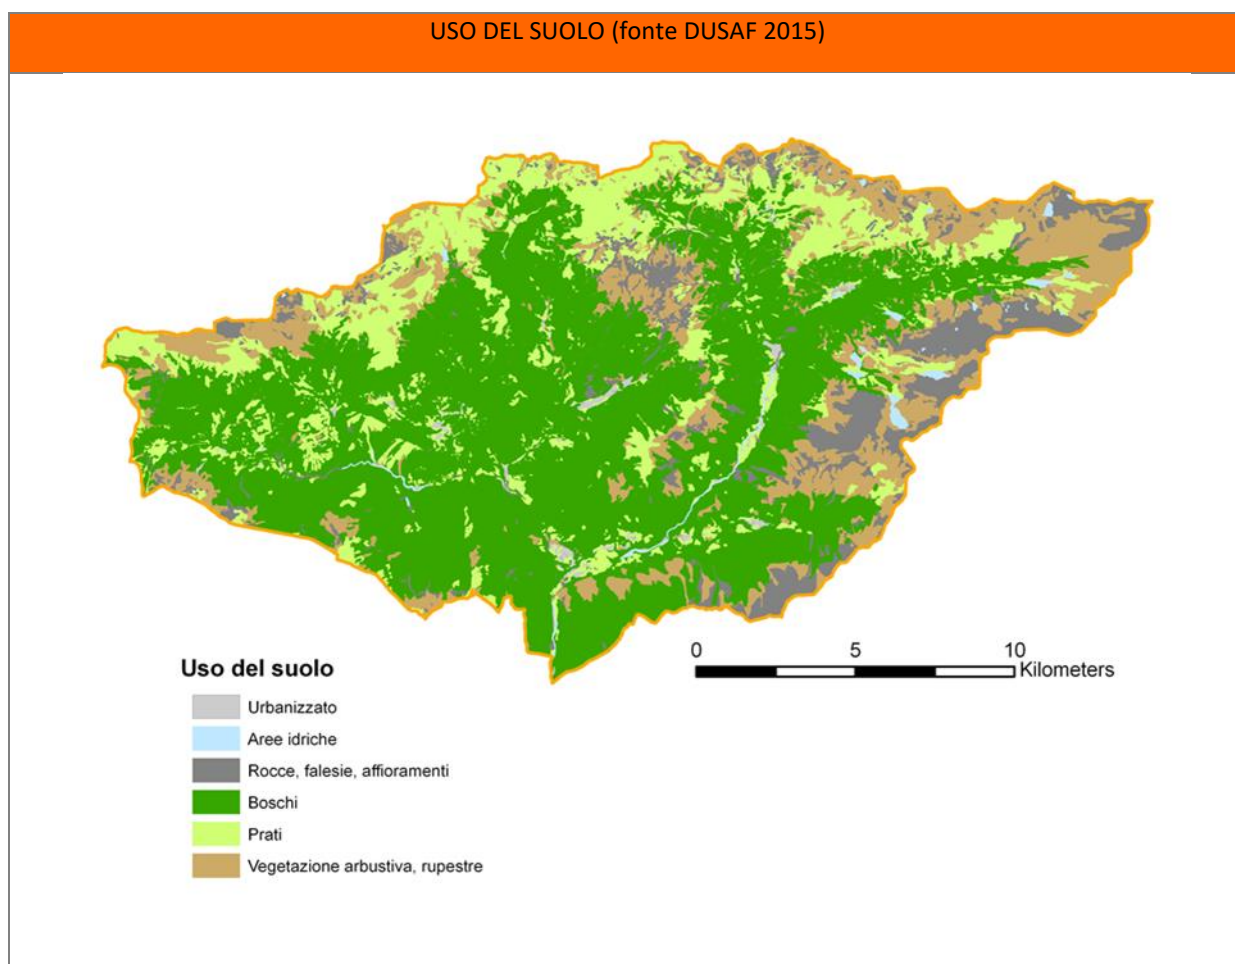 USO DEL SUOLO (fonte DUSAF 2015)
0 5 10
Kilometers
Uso del suolo
Urbanizzato
Aree idriche
Rocce, falesie, affioramenti
Boschi
Prati
Vegetazione arbustiva, rupestre